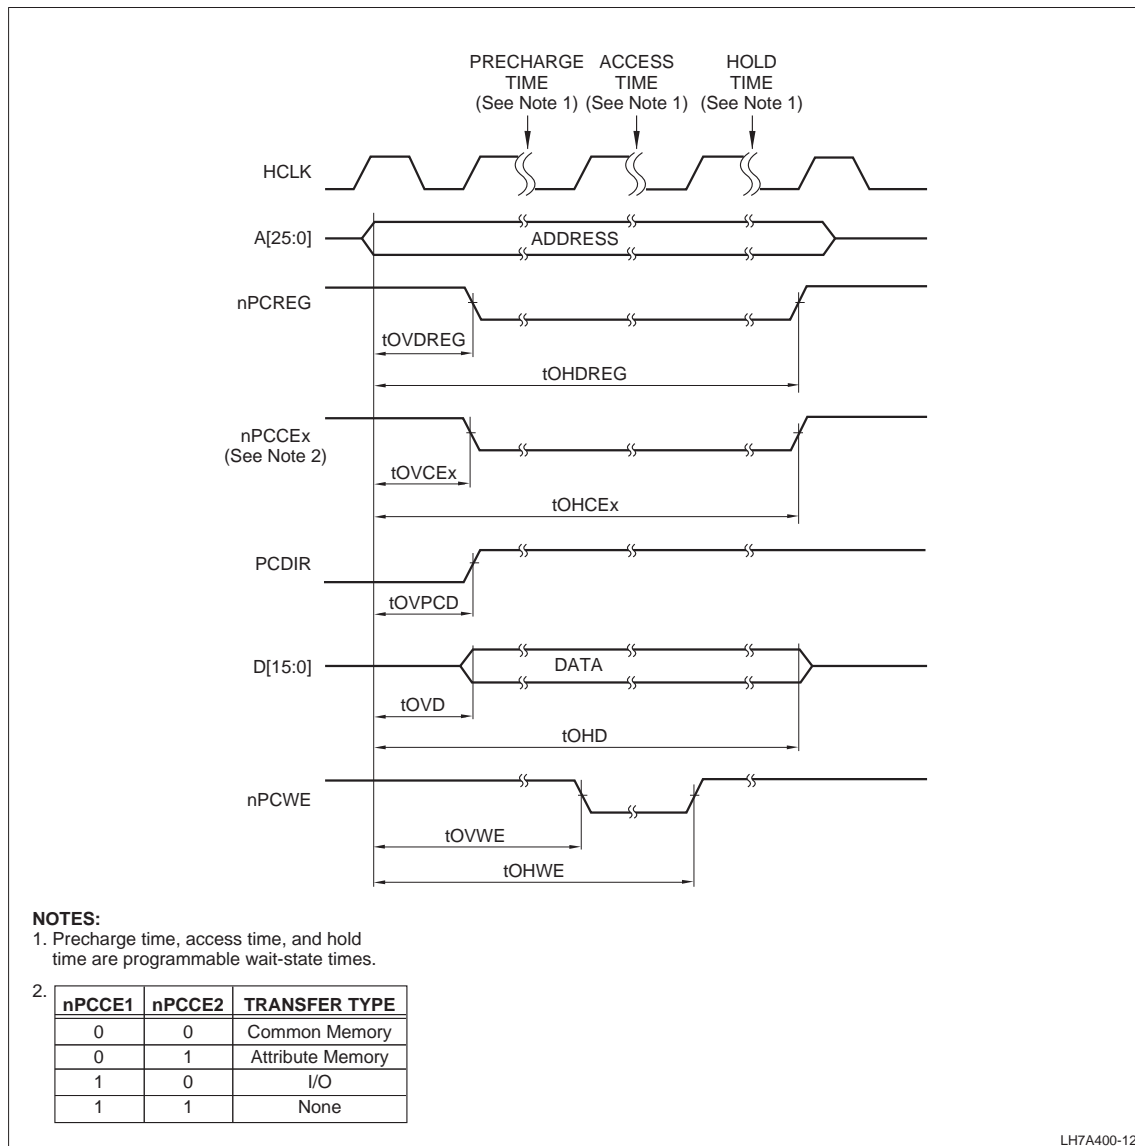 PRECHARGE TIME (See Note 1)
ACCESS TIME (See Note 1)
HOLD TIME (See Note 1)
HCLK
A[25:0]
ADDRESS
nPCREG
tOVDREG
tOHDREG
nPCCEx
(See Note 2)
tOVCEx
tOHCEx
PCDIR
tOVPCD
D[15:0]
DATA
tOVD
tOHD
nPCWE
tOVWE
tOHWE
NOTES:
1. Precharge time, access time, and hold
time are programmable wait-state times.
2.
nPCCE1 nPCCE2 TRANSFER TYPE
0 0 Common Memory
0 1 Attribute Memory
1 0 I/O
1 1 None
LH7A400-12